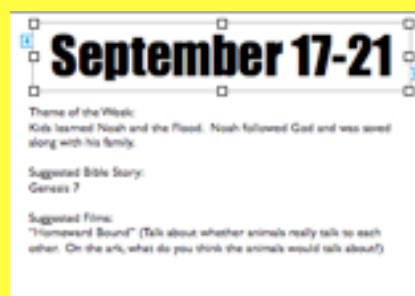 September 17-21
Theme of the Week:
Kids learned Noah and the Flood. Noah followed God and was saved
along with his family.
Suggested Bible Story:
Genesis 7
Suggested Films:
"Homeward Bound" (Talk about whether animals really talk to each
other. On the ark, what do you think the animals would talk about?)